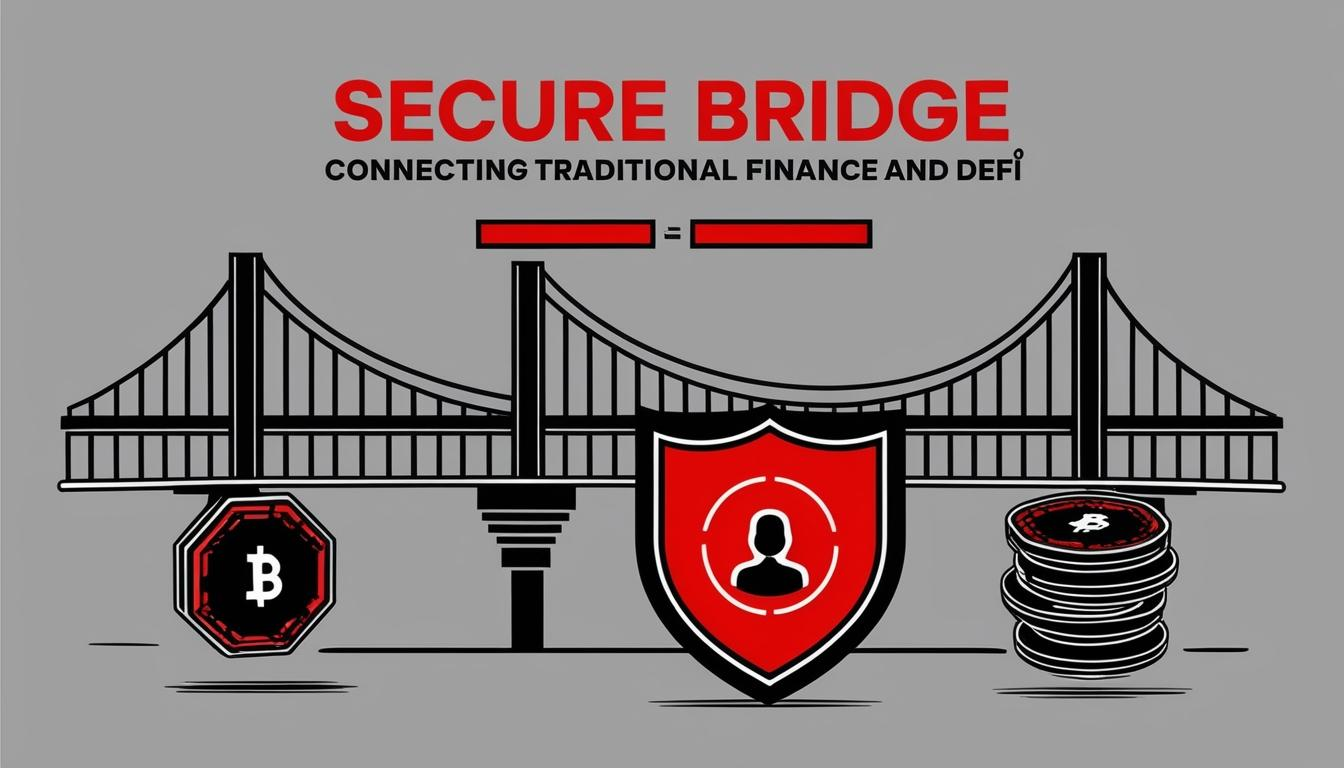 SECURE BRIDGE
CONNECTING TRADITIONAL FINANCE AND DEFI
=
₿
₿